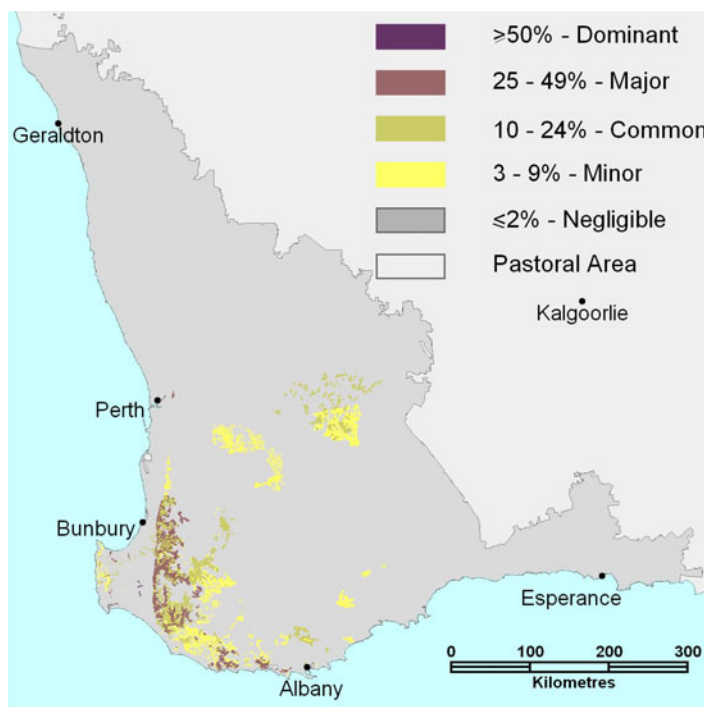 ≥50% - Dominant
25 - 49% - Major
10 - 24% - Common
3 - 9% - Minor
≤2% - Negligible
Pastoral Area
Geraldton
Kalgoorlie
Perth
Bunbury
Esperance
Albany
0 100 200 300
Kilometres